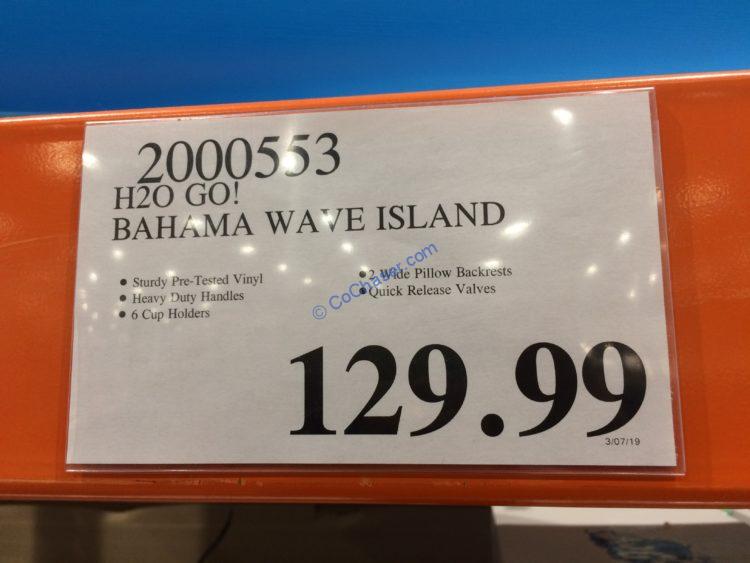 2000553
H2O GO!
BAHAMA WAVE ISLAND
• Sturdy Pre-Tested Vinyl
• Heavy Duty Handles
• 6 Cup Holders
• 2 Wide Pillow Backrests
• Quick Release Valves
© CoChaser.com
129.99
3/07/19